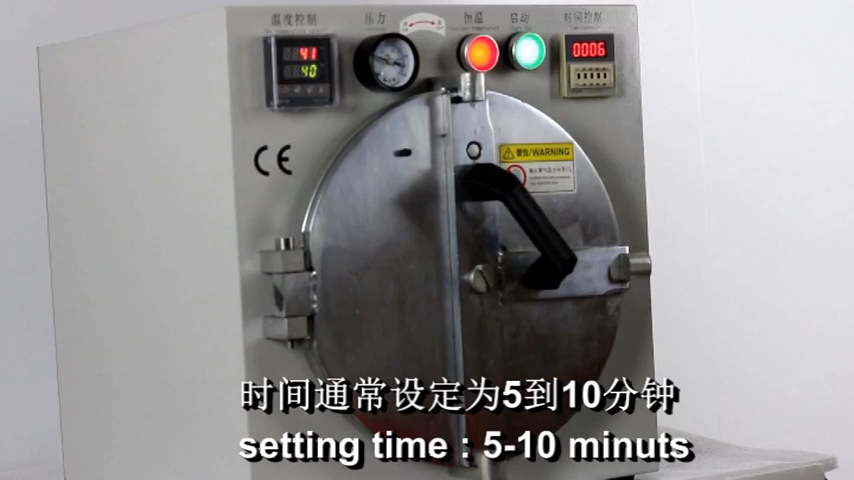 温度控制
压力
恒温
启动
时间控制
41
40
0006
CE
警告/WARNING
时间通常设定为5到10分钟
setting time : 5-10 minuts